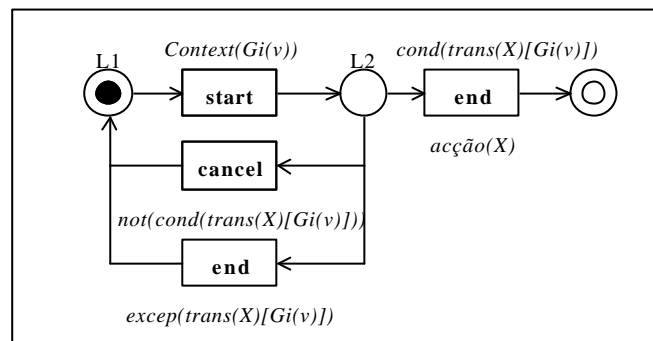 Context(Gi(v))
cond(trans(X)[Gi(v)])
L1
L2
start
end
acção(X)
cancel
not(cond(trans(X)[Gi(v)]))
end
excep(trans(X)[Gi(v)])